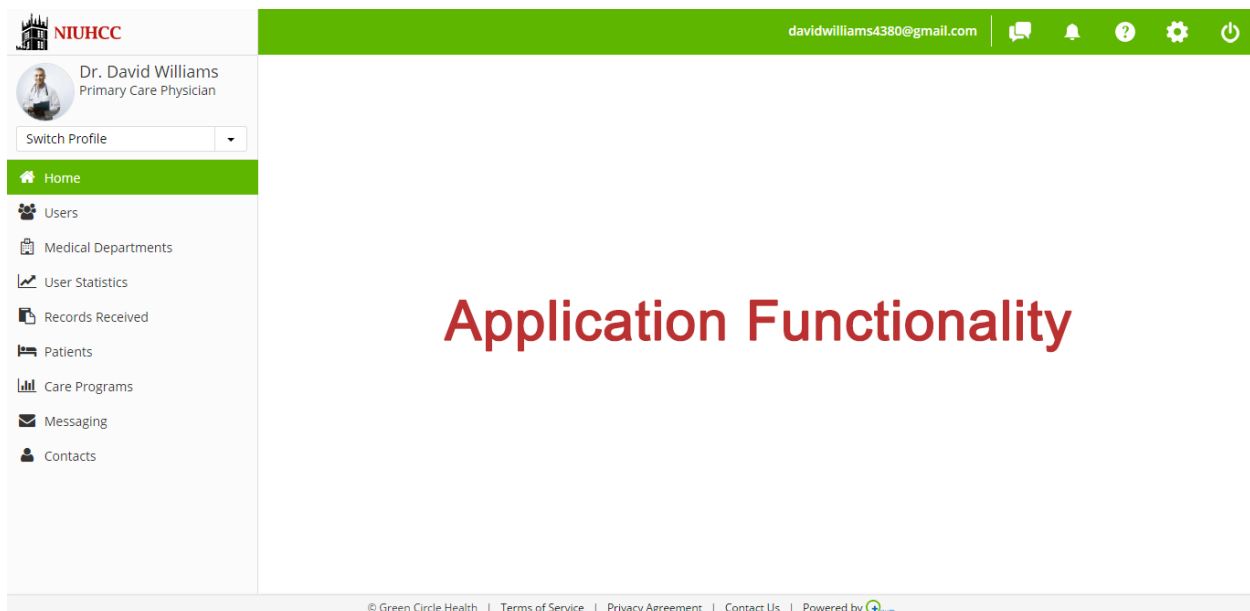 NIUHCC
davidwilliams4380@gmail.com
Dr. David Williams
Primary Care Physician
Switch Profile
Home
Users
Medical Departments
User Statistics
Records Received
Patients
Care Programs
Messaging
Contacts
Application Functionality
© Green Circle Health | Terms of Service | Privacy Agreement | Contact Us | Powered by